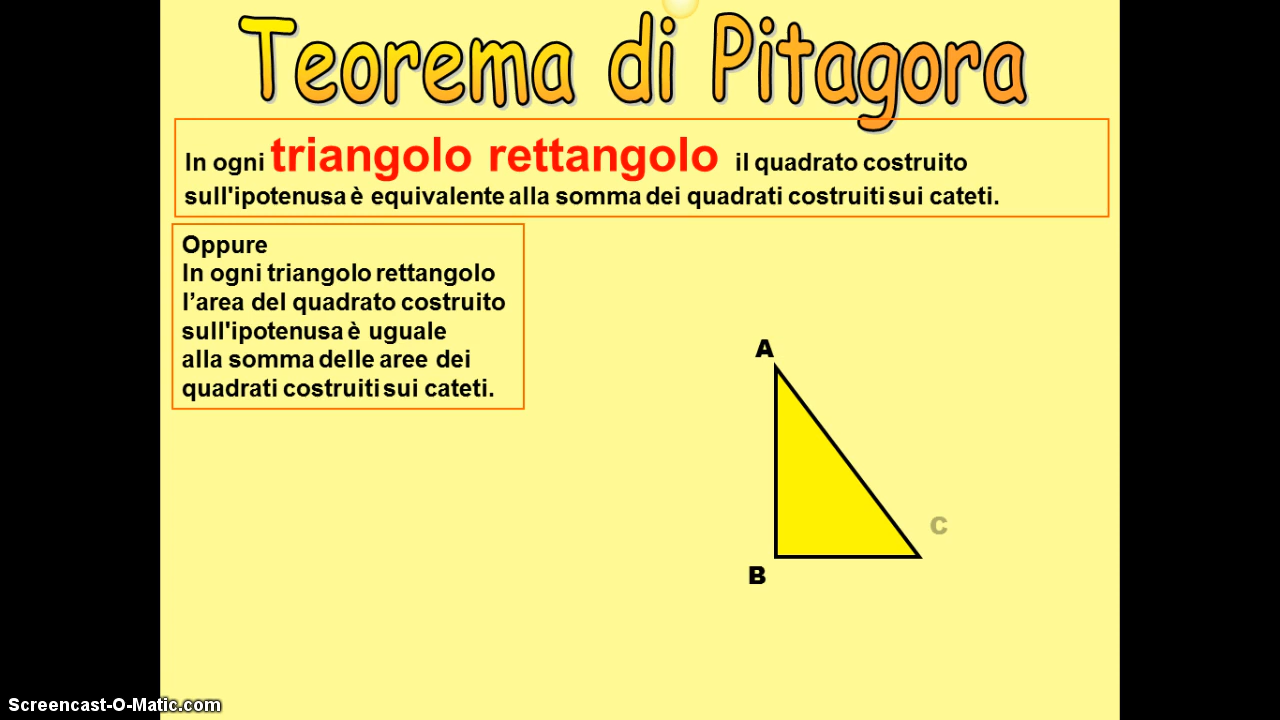 Teorema di Pitagora
In ogni triangolo rettangolo il quadrato costruito
sull'ipotenusa è equivalente alla somma dei quadrati costruiti sui cateti.
Oppure
In ogni triangolo rettangolo
l’area del quadrato costruito
sull'ipotenusa è uguale
alla somma delle aree dei
quadrati costruiti sui cateti.
A
C
B
Screencast-O-Matic.com